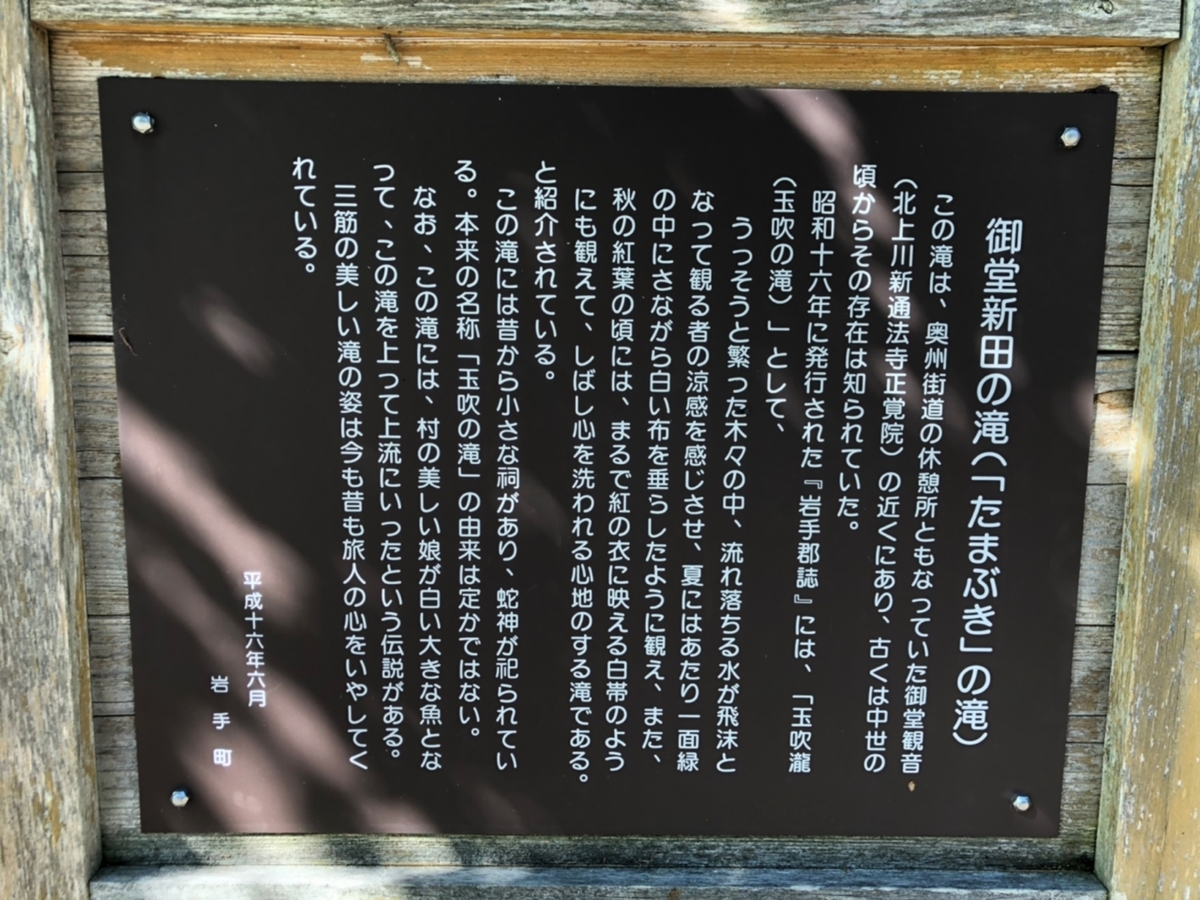 御堂新田の滝(「たまぶき」の滝)
この滝は、奥州街道の休憩所ともなっていた御堂観音
(北上川新通法寺正覚院)の近くにあり、古くは中世の
頃からその存在は知られていた。
昭和十六年に発行された『岩手郡誌』には、「玉吹瀧
(玉吹の滝)」として、
うっそうと繁った木々の中、流れ落ちる水が飛沫と
なって観る者の涼感を感じさせ、夏にはあたり一面緑
の中にさながら白い布を垂らしたように観え、また、
秋の紅葉の頃には、まるで紅の衣に映える白帯のよう
にも観えて、しばし心を洗われる心地のする滝である。
と紹介されている。
この滝には昔から小さな祠があり、蛇神が祀られてい
る。本来の名称「玉吹の滝」の由来は定かではない。
なお、この滝には、村の美しい娘が白い大きな魚とな
って、この滝を上って上流にいったという伝説がある。
三筋の美しい滝の姿は今も昔も旅人の心をいやしてく
れている。
平成十六年六月
岩手町